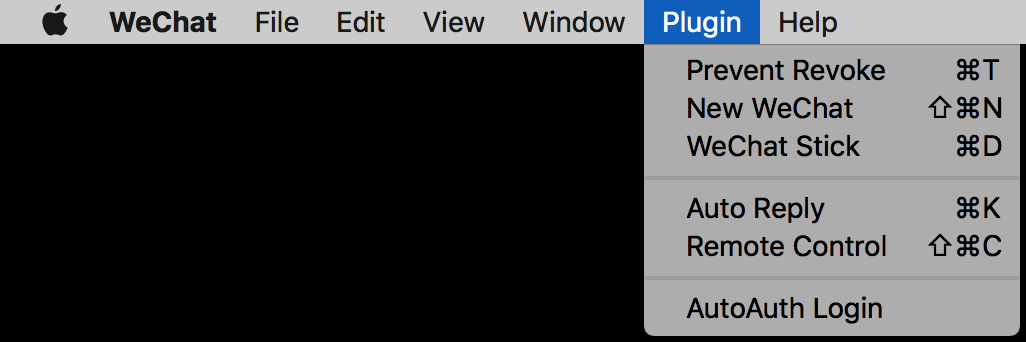 WeChat File Edit View Window Plugin Help
Prevent Revoke ⌘T
New WeChat ⇧⌘N
WeChat Stick ⌘D
Auto Reply ⌘K
Remote Control ⇧⌘C
AutoAuth Login